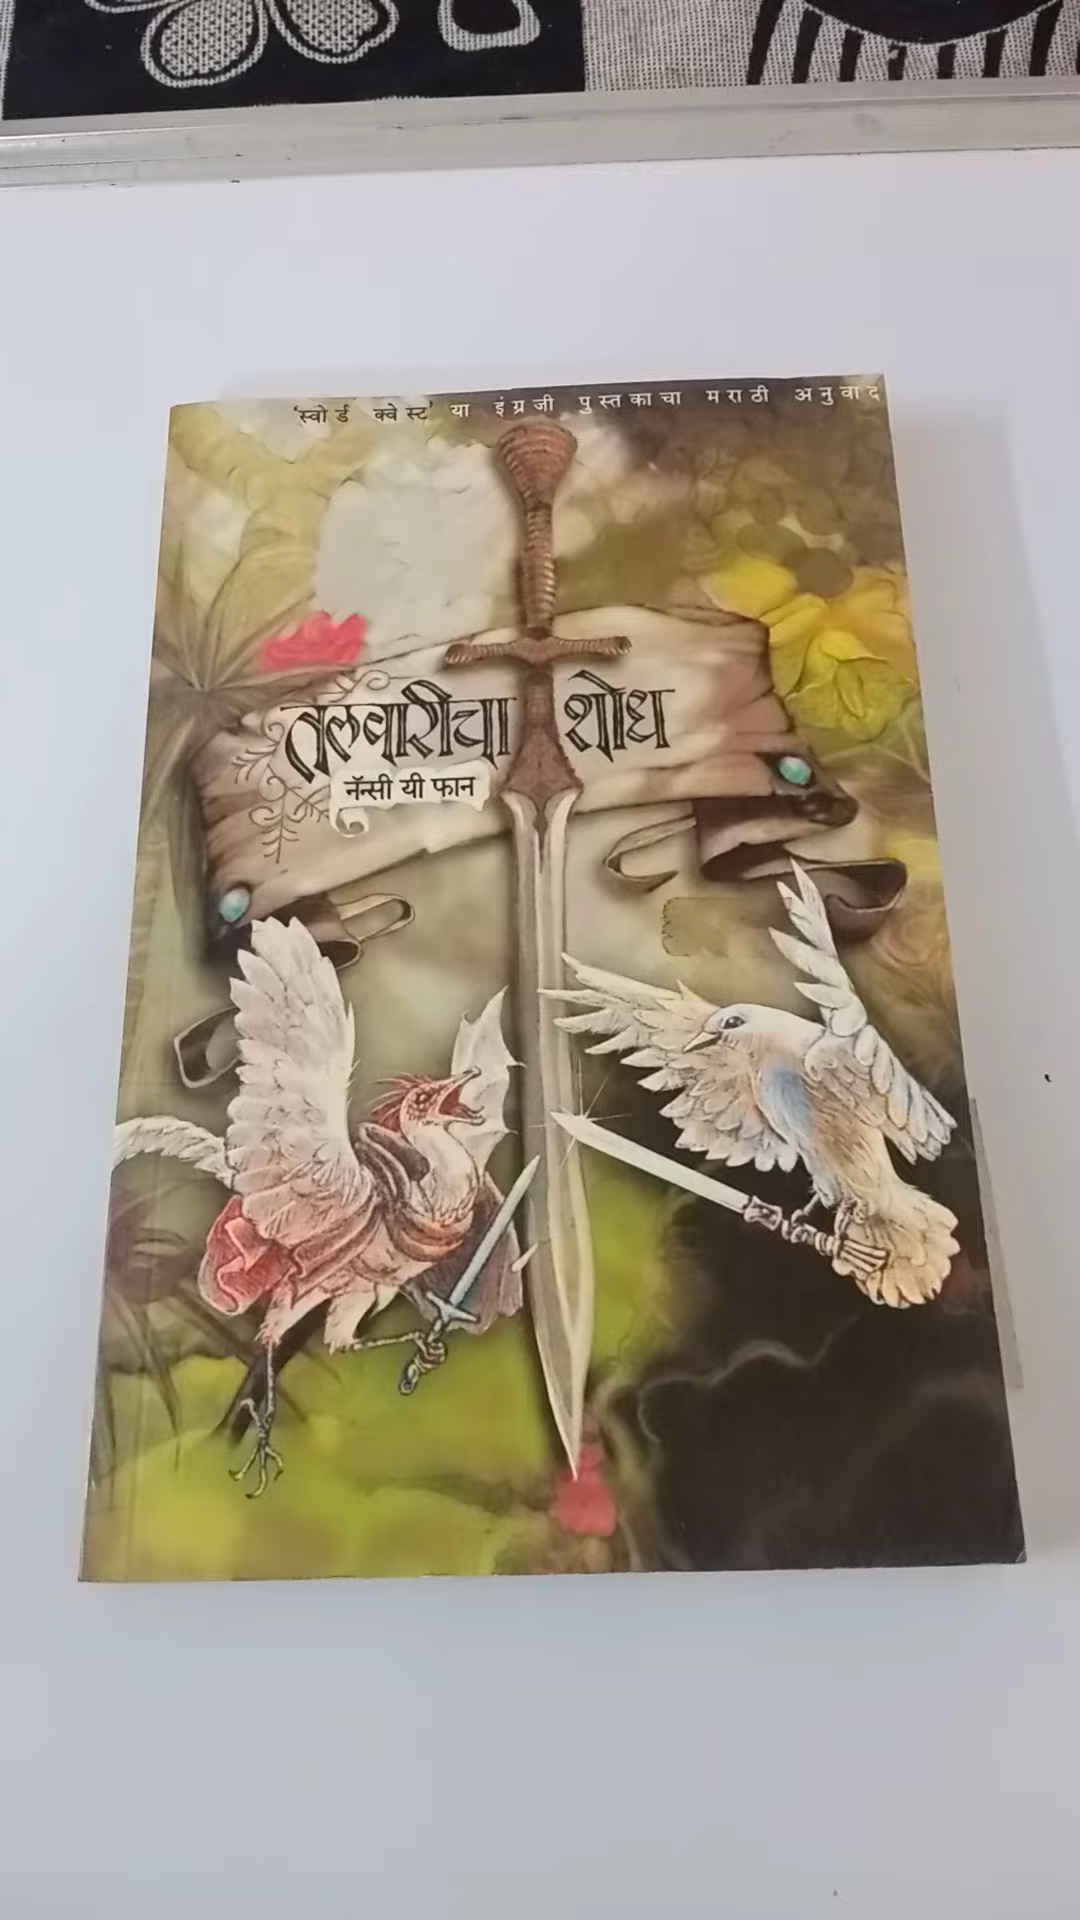 'स्वोर्ड क्वेस्ट' या इंग्रजी पुस्तकाचा मराठी अनुवाद
तलवारीचा शोध
नॅन्सी यी फान